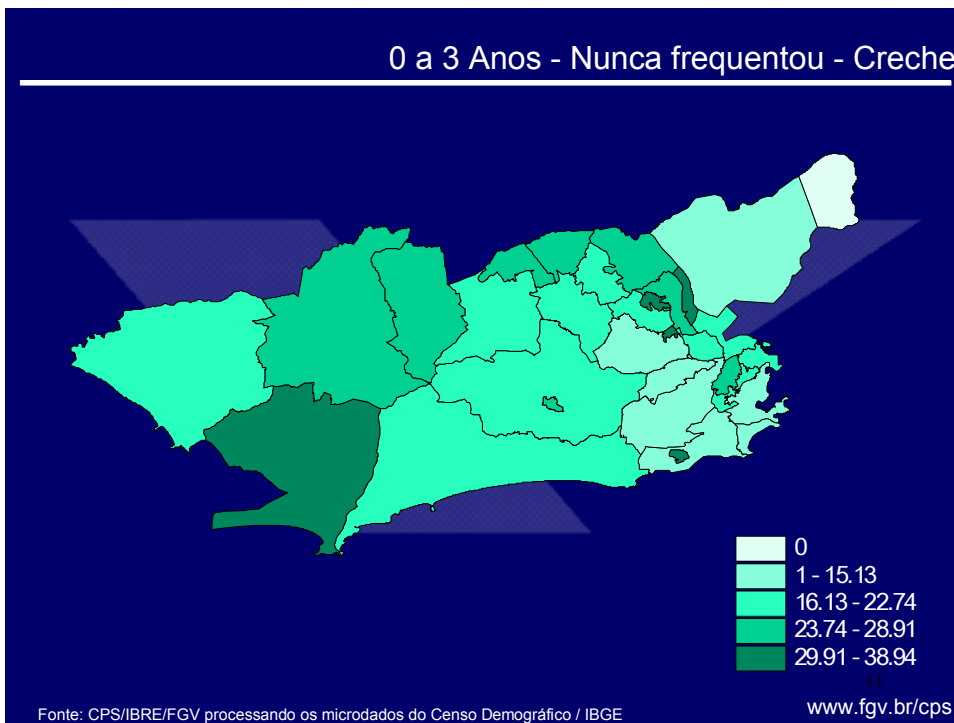 0 a 3 Anos - Nunca frequentou - Creche
0
1 - 15.13
16.13 - 22.74
23.74 - 28.91
29.91 - 38.94
11
Fonte: CPS/IBRE/FGV processando os microdados do Censo Demográfico / IBGE
www.fgv.br/cps